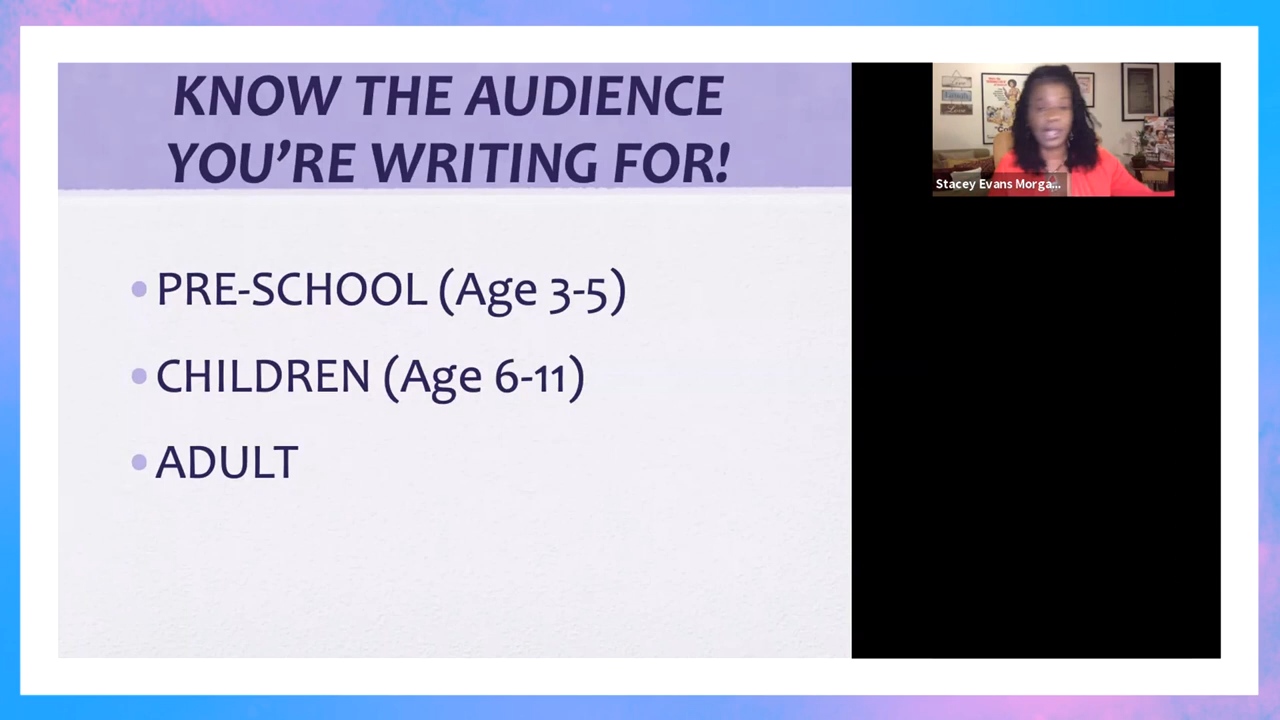 KNOW THE AUDIENCE
YOU’RE WRITING FOR!
• PRE-SCHOOL (Age 3-5)
• CHILDREN (Age 6-11)
• ADULT
Stacey Evans Morga...